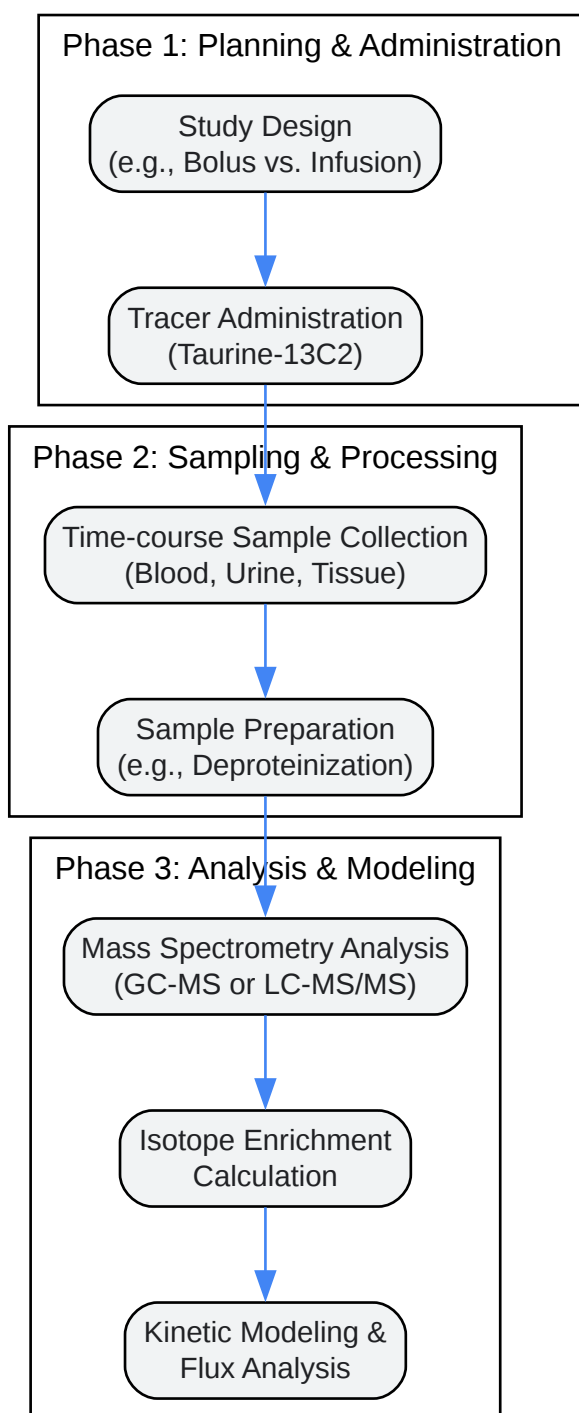 Phase 1: Planning & Administration
Study Design
(e.g., Bolus vs. Infusion)
Tracer Administration
(Taurine-13C2)
Phase 2: Sampling & Processing
Time-course Sample Collection
(Blood, Urine, Tissue)
Sample Preparation
(e.g., Deproteinization)
Phase 3: Analysis & Modeling
Mass Spectrometry Analysis
(GC-MS or LC-MS/MS)
Isotope Enrichment
Calculation
Kinetic Modeling &
Flux Analysis